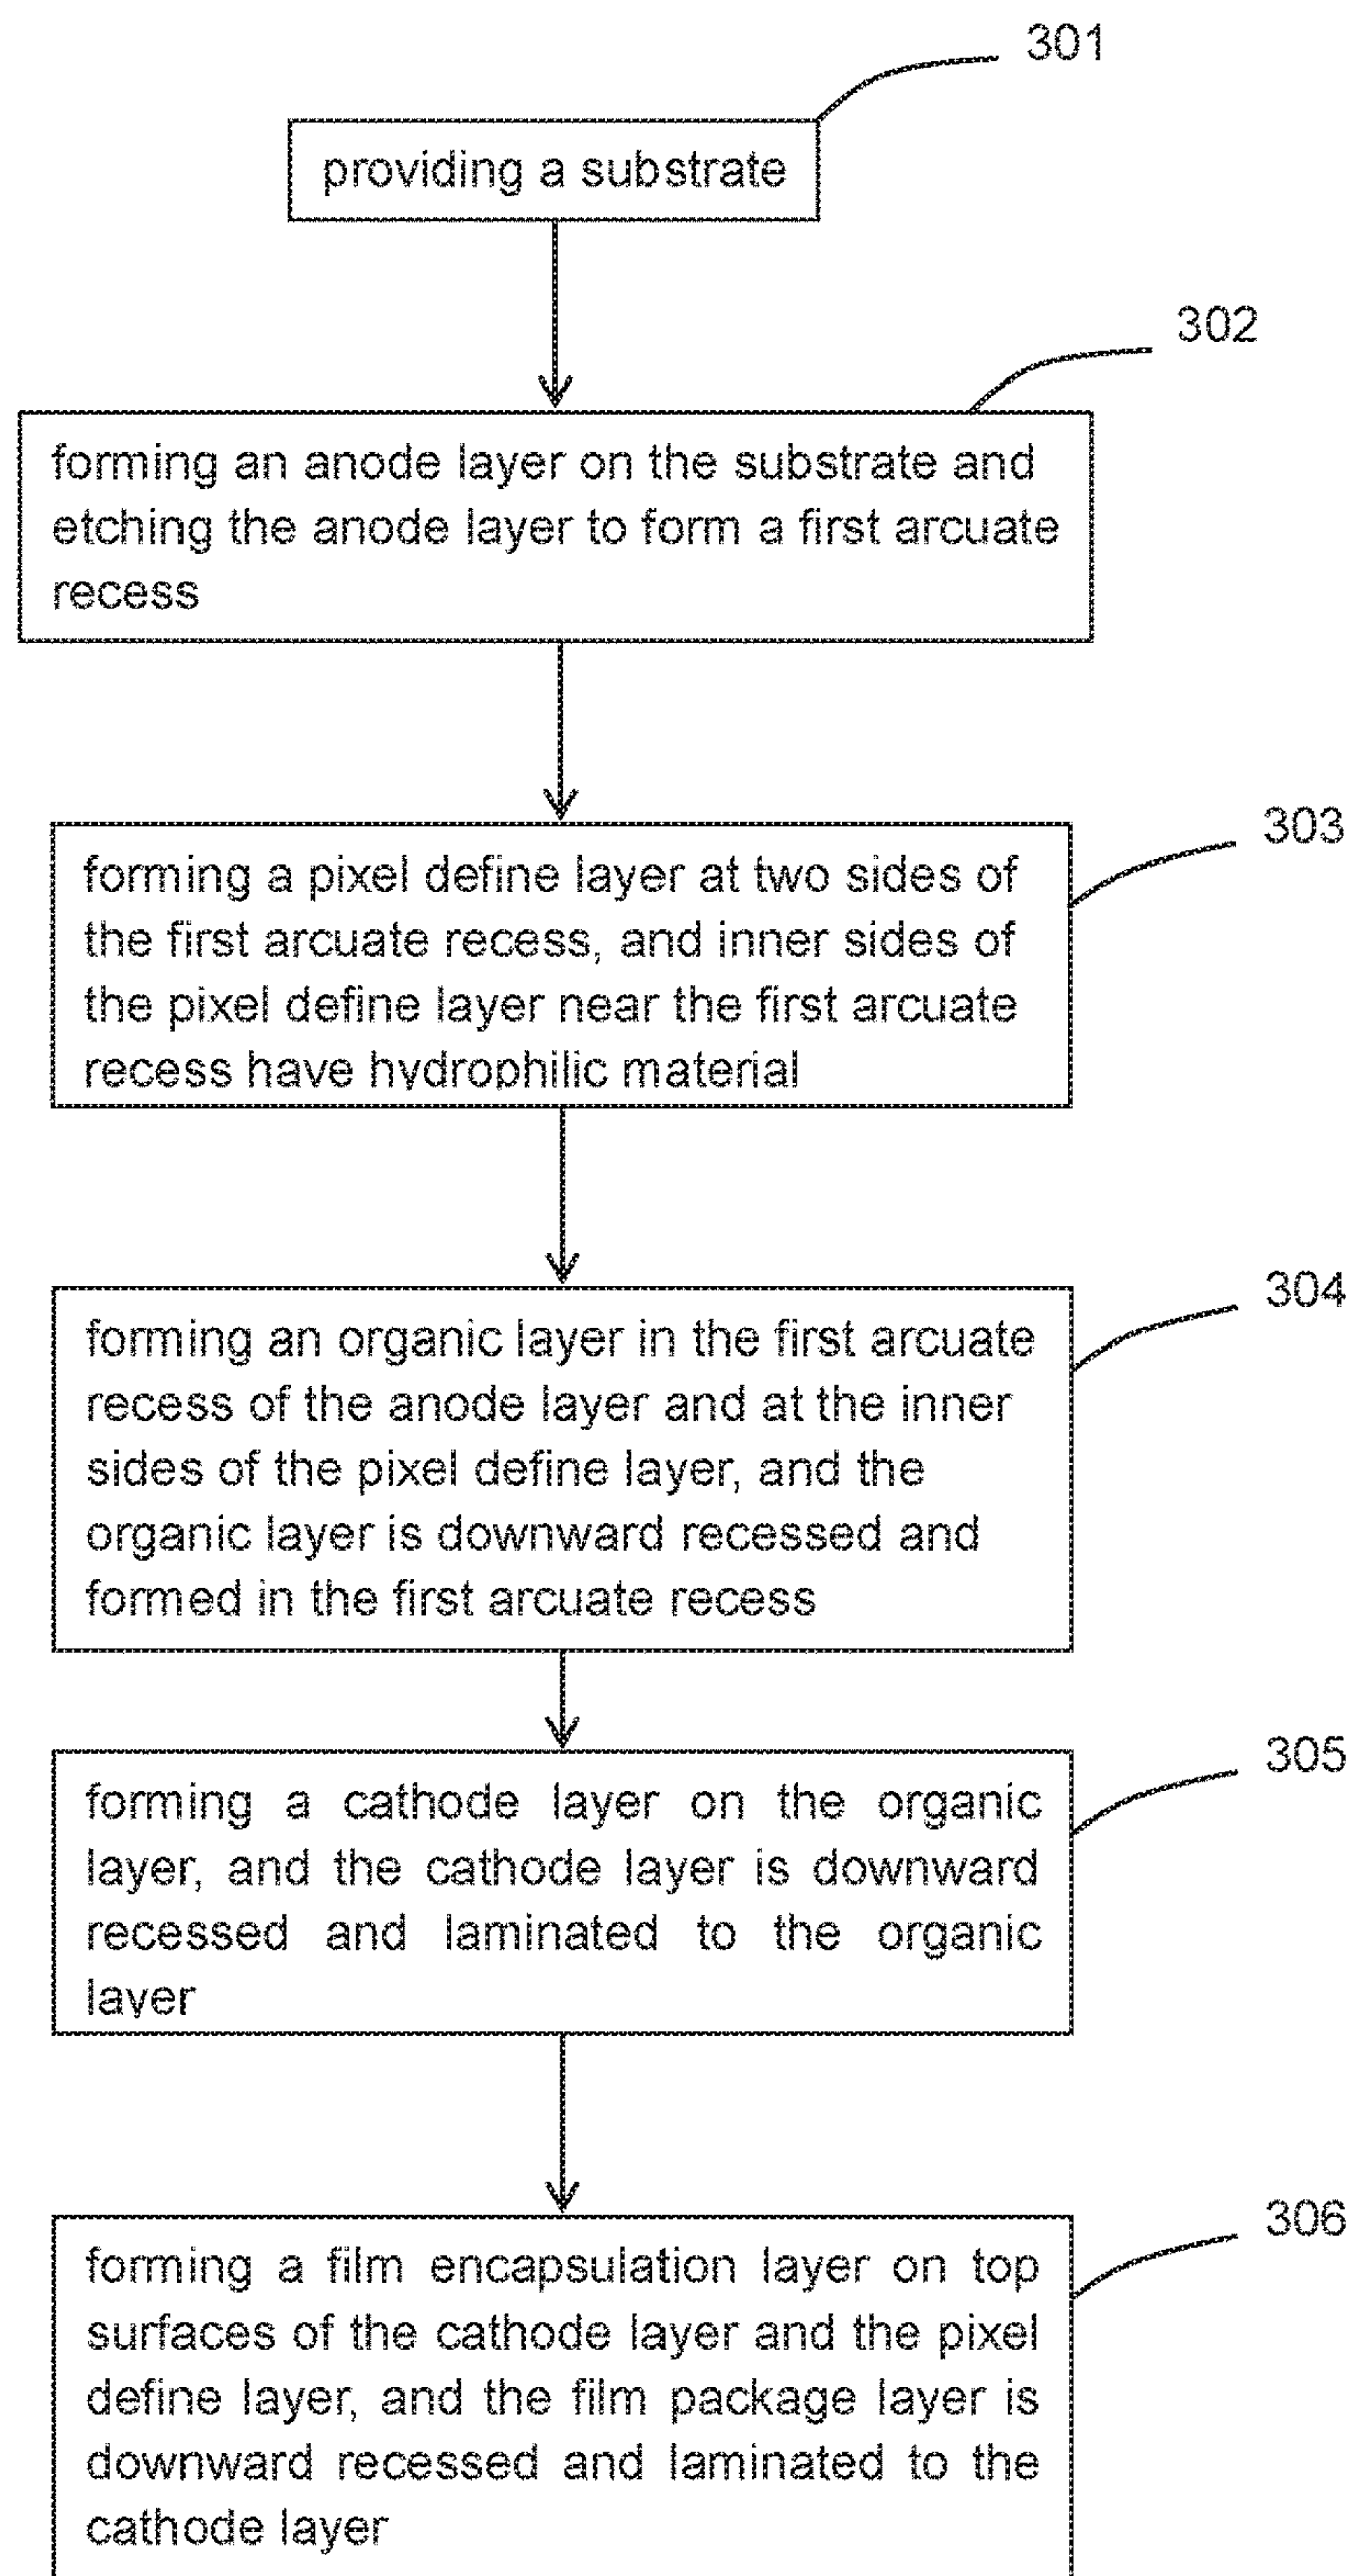 301
providing a substrate
302
forming an anode layer on the substrate and
etching the anode layer to form a first arcuate
recess
303
forming a pixel define layer at two sides of
the first arcuate recess, and inner sides of
the pixel define layer near the first arcuate
recess have hydrophilic material
304
forming an organic layer in the first arcuate
recess of the anode layer and at the inner
sides of the pixel define layer, and the
organic layer is downward recessed and
formed in the first arcuate recess
305
forming a cathode layer on the organic
layer, and the cathode layer is downward
recessed and laminated to the organic
layer
306
forming a film encapsulation layer on top
surfaces of the cathode layer and the pixel
define layer, and the film package layer is
downward recessed and laminated to the
cathode layer